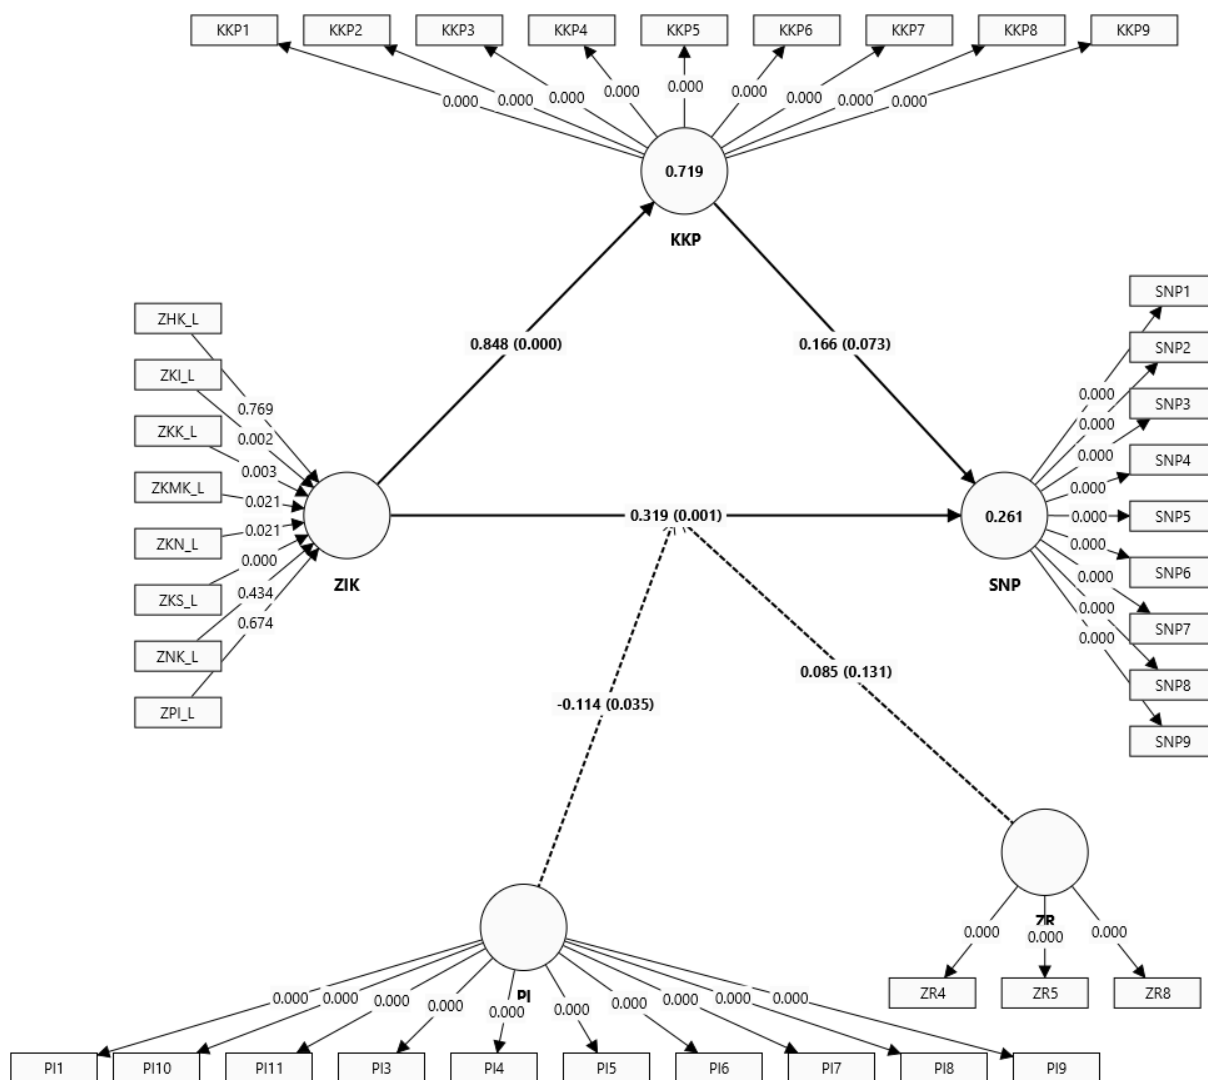 KKP1 KKP2 KKP3 KKP4 KKP5 KKP6 KKP7 KKP8 KKP9
0.000 0.000 0.000 0.000 0.000 0.000 0.000 0.000 0.000
0.719
KKP
0.848 (0.000)
0.166 (0.073)
ZHK_L
ZKI_L
ZKK_L
ZKMK_L
ZKN_L
ZKS_L
ZNK_L
ZPI_L
0.769
0.002
0.003
0.021
0.021
0.000
0.434
0.674
ZIK
0.319 (0.001)
0.261
SNP
0.000
0.000
0.000
0.000
0.000
0.000
0.000
0.000
0.000
SNP1
SNP2
SNP3
SNP4
SNP5
SNP6
SNP7
SNP8
SNP9
-0.114 (0.035)
0.085 (0.131)
ZR
0.000 0.000 0.000
ZR4 ZR5 ZR8
PI
0.000 0.000 0.000 0.000 0.000 0.000 0.000 0.000 0.000 0.000
PI1 PI10 PI11 PI3 PI4 PI5 PI6 PI7 PI8 PI9